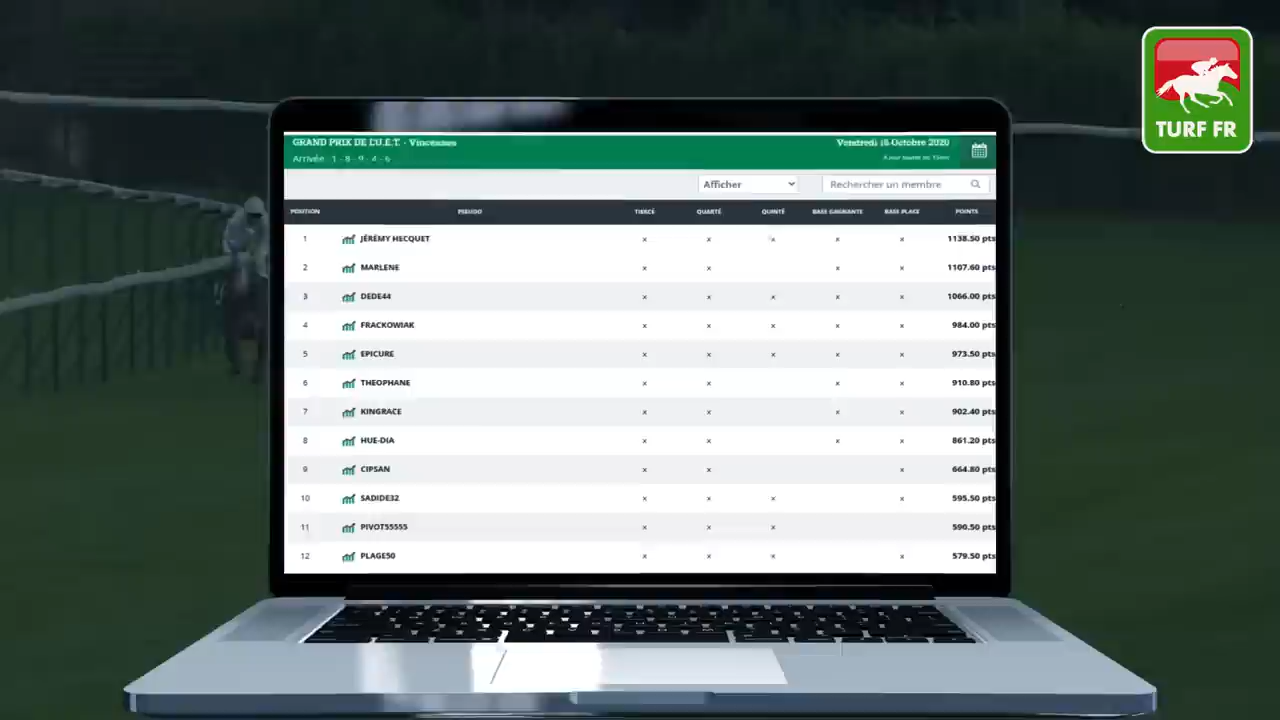 TURF FR
GRAND PRIX DE L'U.E.T. - Vincennes
Vendredi 16 Octobre 2020
Arrivée 1 - 8 - 9 - 4 - 6
Afficher
Rechercher un membre
POSITION PSEUDO TIERCÉ QUARTÉ QUINTÉ BASE GAGNANTE BASE PLACE POINTS
1 JÉRÉMY HECQUET x x x x x 1138.50 pts
2 MARLENE x x x x 1107.60 pts
3 DEDE44 x x x x x 1066.00 pts
4 FRACKOWIAK x x x x x 984.00 pts
5 EPICURE x x x x x 973.50 pts
6 THEOPHANE x x x x 910.80 pts
7 KINGRACE x x x x 902.40 pts
8 HUE-DIA x x x x 861.20 pts
9 CIPSAN x x x 664.80 pts
10 SADIDE32 x x x x 595.50 pts
11 PIVOT55555 x x x 590.50 pts
12 PLAGE50 x x x x 579.50 pts